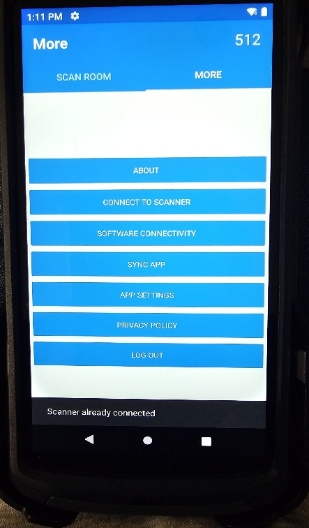 1:11 PM
More
512
SCAN ROOM
MORE
ABOUT
CONNECT TO SCANNER
SOFTWARE CONNECTIVITY
SYNC APP
APP SETTINGS
PRIVACY POLICY
LOG OUT
Scanner already connected